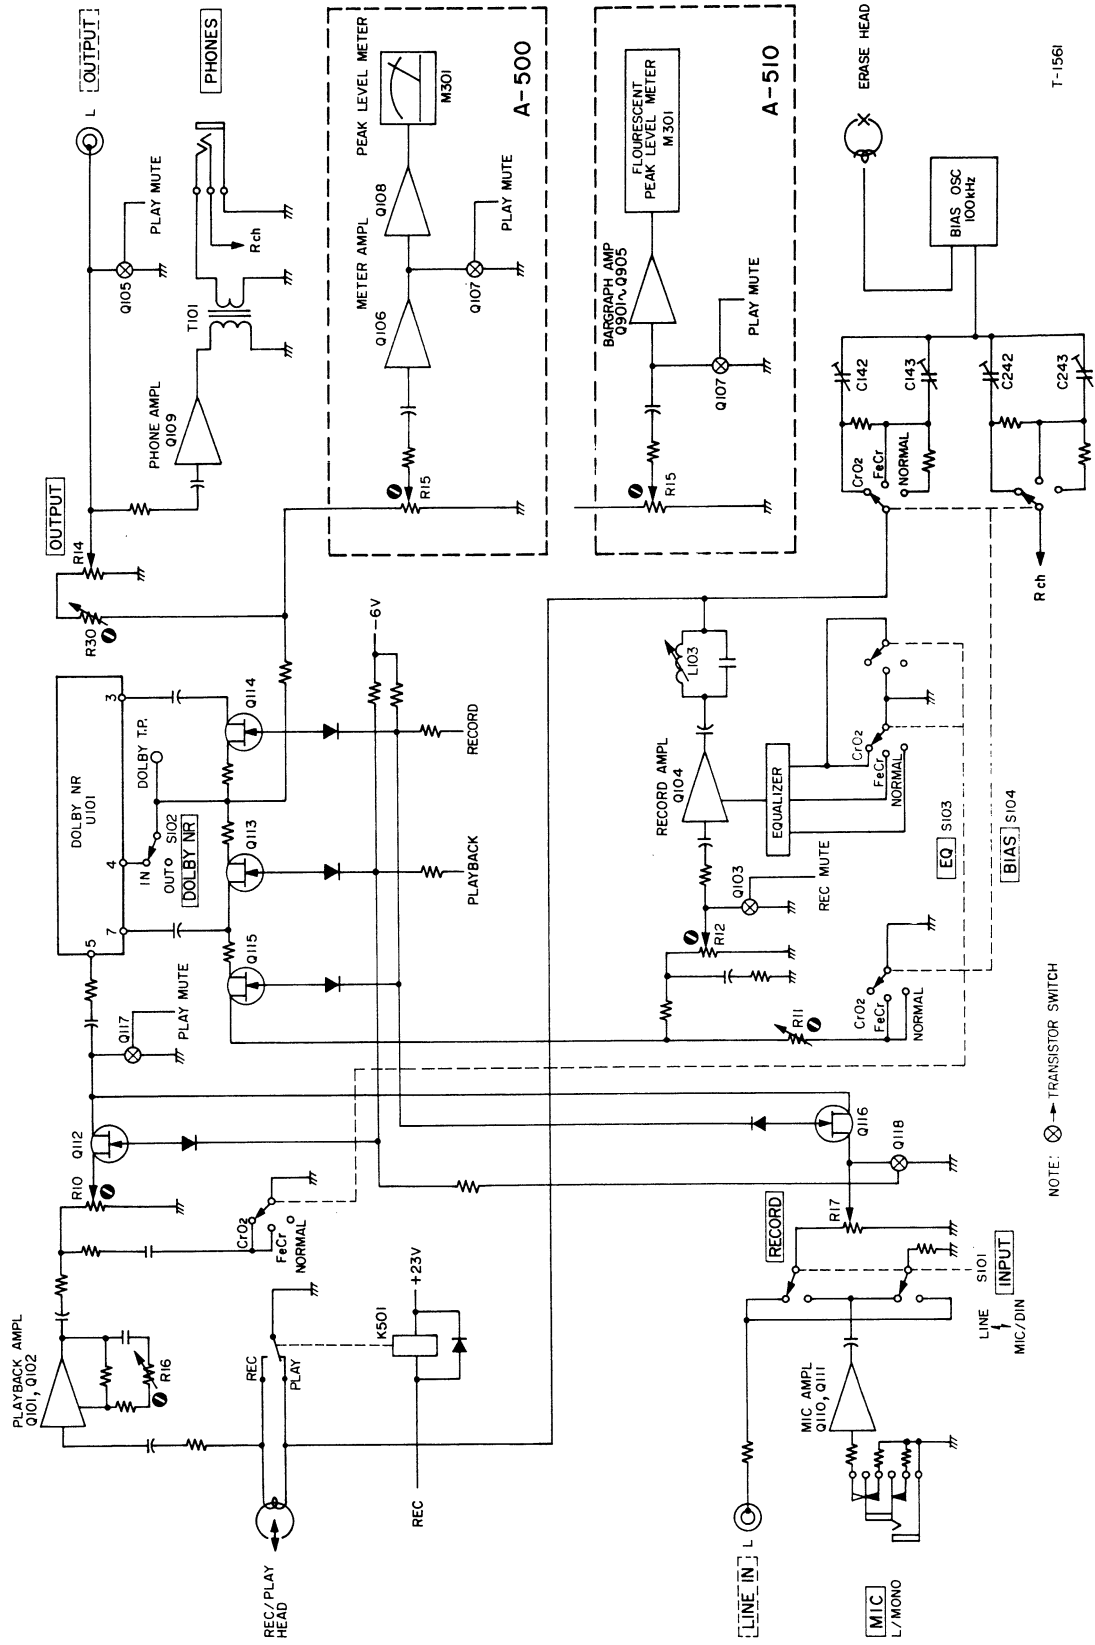 REC/PLAY
HEAD
PLAYBACK AMPL
Q101, Q102
R16
REC
PLAY
K501
+23V
REC
R10
CrO2
FeCr
NORMAL
Q112
Q117
PLAY MUTE
5
7
4
3
DOLBY NR
U101
IN
OUT
S102
DOLBY NR
DOLBY T.P.
Q115
Q113
Q114
PLAYBACK
RECORD
-6V
R30
R14
OUTPUT
PHONE AMPL
Q109
T101
Q105
PLAY MUTE
L
OUTPUT
PHONES
Rch
METER AMPL
Q106
Q108
PEAK LEVEL METER
M301
R15
Q107
PLAY MUTE
A-500
BARGRAPH AMP
Q901~Q905
FLOURESCENT
PEAK LEVEL METER
M301
R15
Q107
PLAY MUTE
A-510
LINE IN
L
MIC
L/MONO
MIC AMPL
Q110, Q111
LINE
MIC/DIN
S101
INPUT
RECORD
R17
Q118
Q116
R11
CrO2
FeCr
NORMAL
R12
Q103
REC MUTE
RECORD AMPL
Q104
EQUALIZER
L103
CrO2
FeCr
NORMAL
EQ
S103
BIAS
S104
CrO2
FeCr
NORMAL
Rch
C142
C143
C242
C243
BIAS OSC
100kHz
ERASE HEAD
NOTE: → TRANSISTOR SWITCH
T-1561